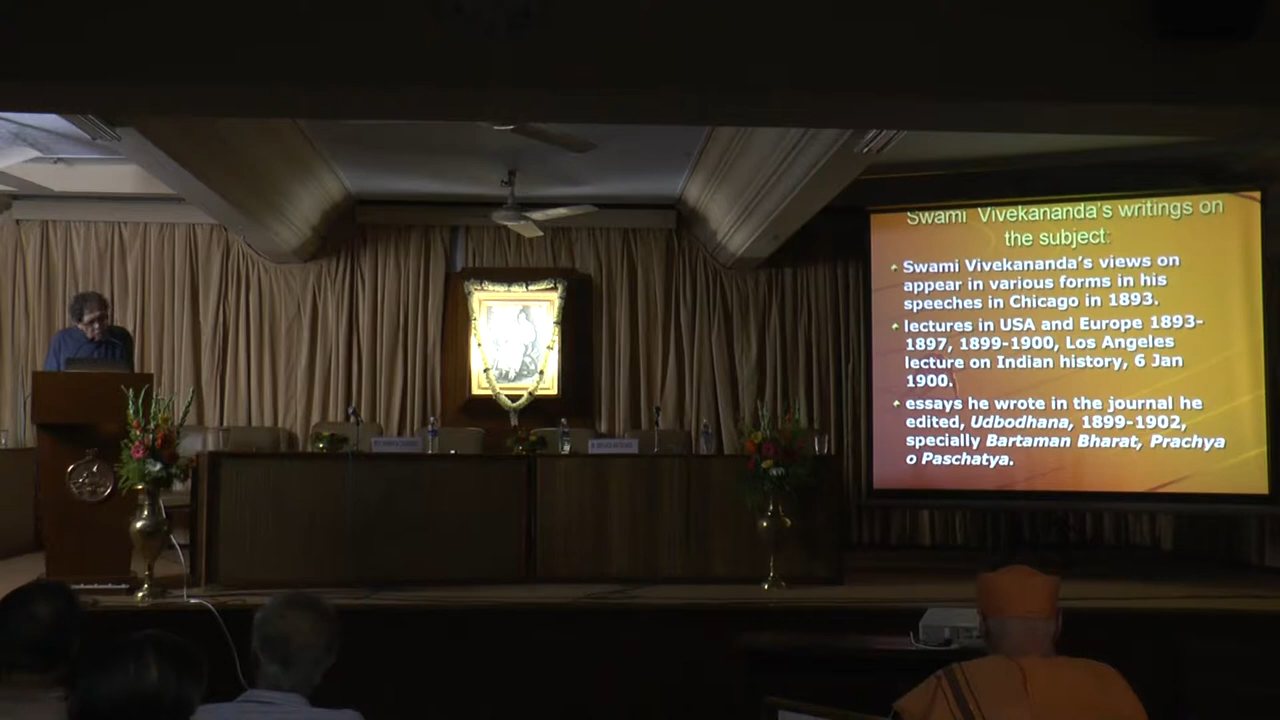 Swami Vivekananda's writings on
the subject:
Swami Vivekananda's views on
appear in various forms in his
speeches in Chicago in 1893.
lectures in USA and Europe 1893-
1897, 1899-1900, Los Angeles
lecture on Indian history, 6 Jan
1900.
essays he wrote in the journal he
edited, Udbodhana, 1899-1902,
specially Bartaman Bharat, Prachya
o Paschatya.